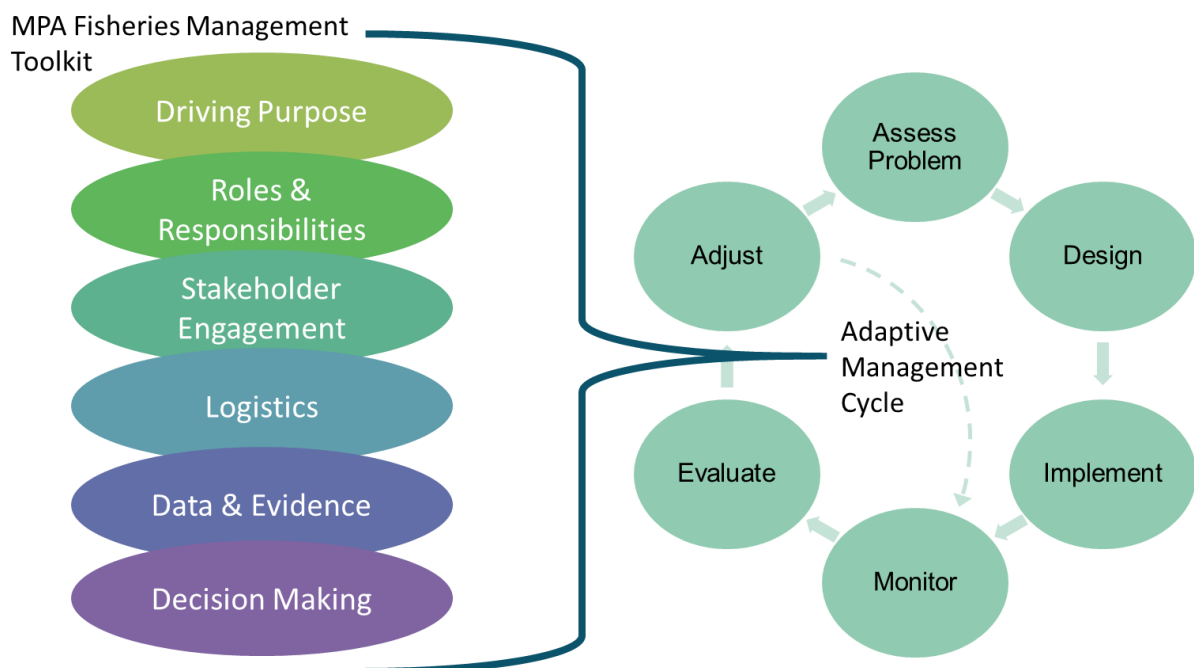 MPA Fisheries Management
Toolkit
Driving Purpose
Roles &
Responsibilities
Stakeholder
Engagement
Logistics
Data & Evidence
Decision Making
Assess
Problem
Design
Implement
Monitor
Evaluate
Adjust
Adaptive
Management
Cycle